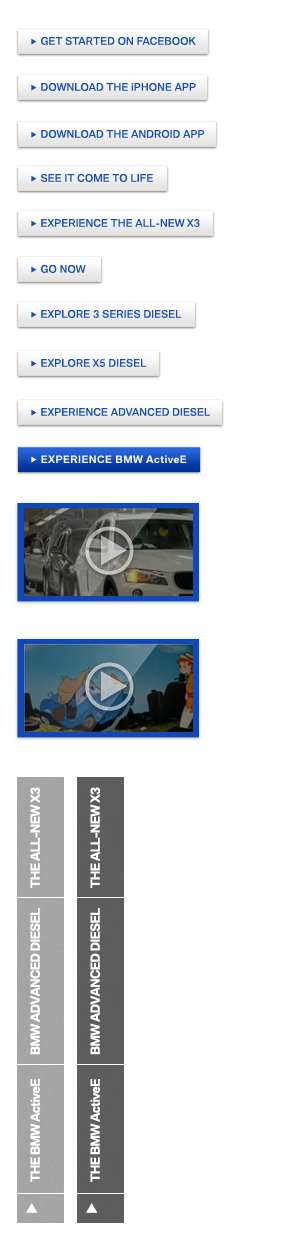 GET STARTED ON FACEBOOK
DOWNLOAD THE iPHONE APP
DOWNLOAD THE ANDROID APP
SEE IT COME TO LIFE
EXPERIENCE THE ALL-NEW X3
GO NOW
EXPLORE 3 SERIES DIESEL
EXPLORE X5 DIESEL
EXPERIENCE ADVANCED DIESEL
EXPERIENCE BMW ActiveE
THE ALL-NEW X3
BMW ADVANCED DIESEL
THE BMW ActiveE
THE ALL-NEW X3
BMW ADVANCED DIESEL
THE BMW ActiveE